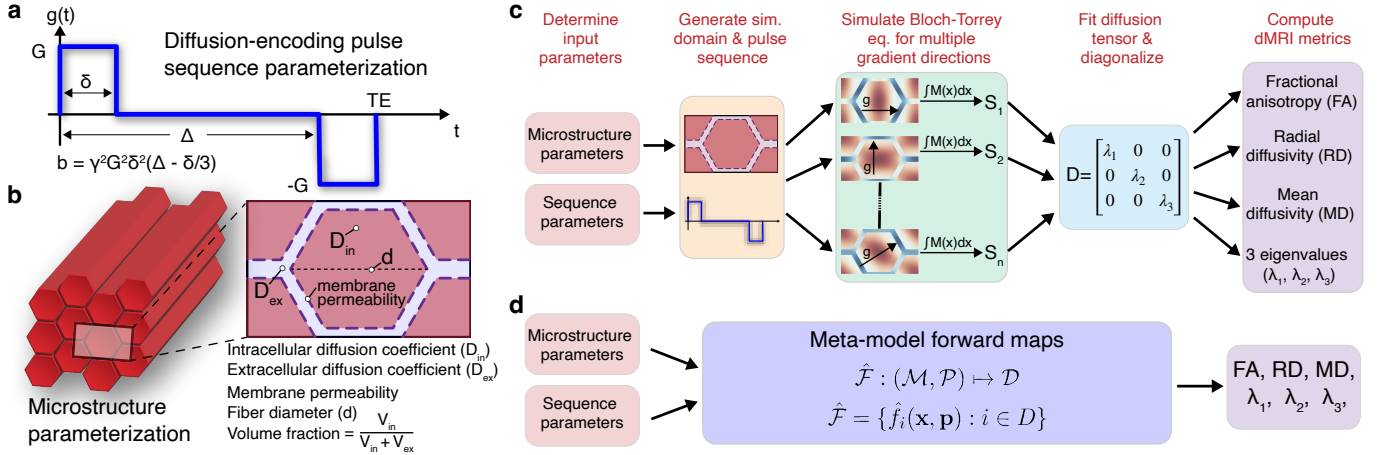 a
g(t)
G
δ
Diffusion-encoding pulse
sequence parameterization
TE
t
Δ
b = γ²G²δ²(Δ - δ/3)
-G
b
D_in
d
D_ex
membrane
permeability
Intracellular diffusion coefficient (D_in)
Extracellular diffusion coefficient (D_ex)
Membrane permeability
Fiber diameter (d)
Volume fraction = V_in / V_in + V_ex
Microstructure
parameterization
c
Determine
input
parameters
Generate sim.
domain & pulse
sequence
Simulate Bloch-Torrey
eq. for multiple
gradient directions
Fit diffusion
tensor &
diagonalize
Compute
dMRI metrics
Microstructure
parameters
Sequence
parameters
g
∫M(x)dx
S_1
g
∫M(x)dx
S_2
g
∫M(x)dx
S_n
D=
λ_1 0 0
0 λ_2 0
0 0 λ_3
Fractional
anisotropy (FA)
Radial
diffusivity (RD)
Mean
diffusivity (MD)
3 eigenvalues
(λ_1, λ_2, λ_3)
d
Microstructure
parameters
Sequence
parameters
Meta-model forward maps
F̂ : (M, P) ↦ D
F̂ = {f̂_i(x, p) : i ∈ D}
FA, RD, MD,
λ_1, λ_2, λ_3,